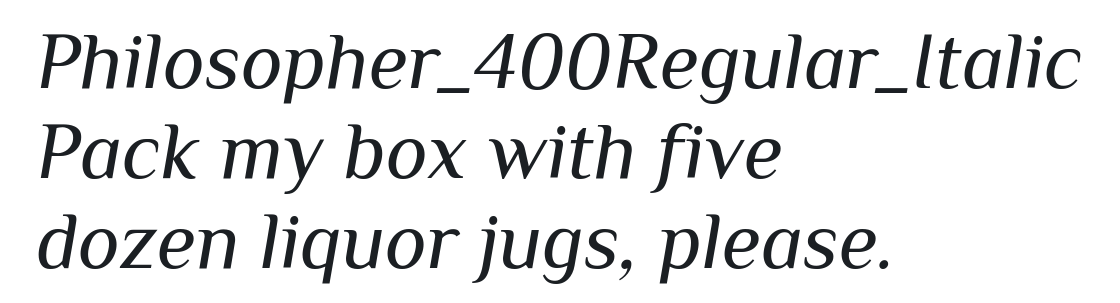 Philosopher_400Regular_Italic
Pack my box with five
dozen liquor jugs, please.